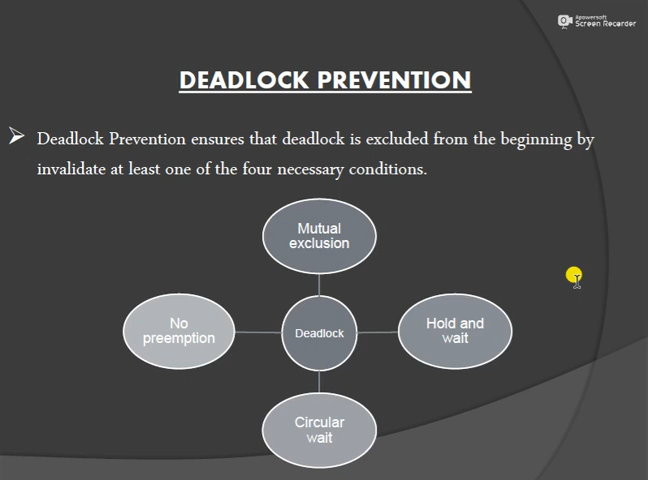 Apowersoft
Screen Recorder
DEADLOCK PREVENTION
Deadlock Prevention ensures that deadlock is excluded from the beginning by
invalidate at least one of the four necessary conditions.
Mutual
exclusion
No
preemption
Deadlock
Hold and
wait
Circular
wait